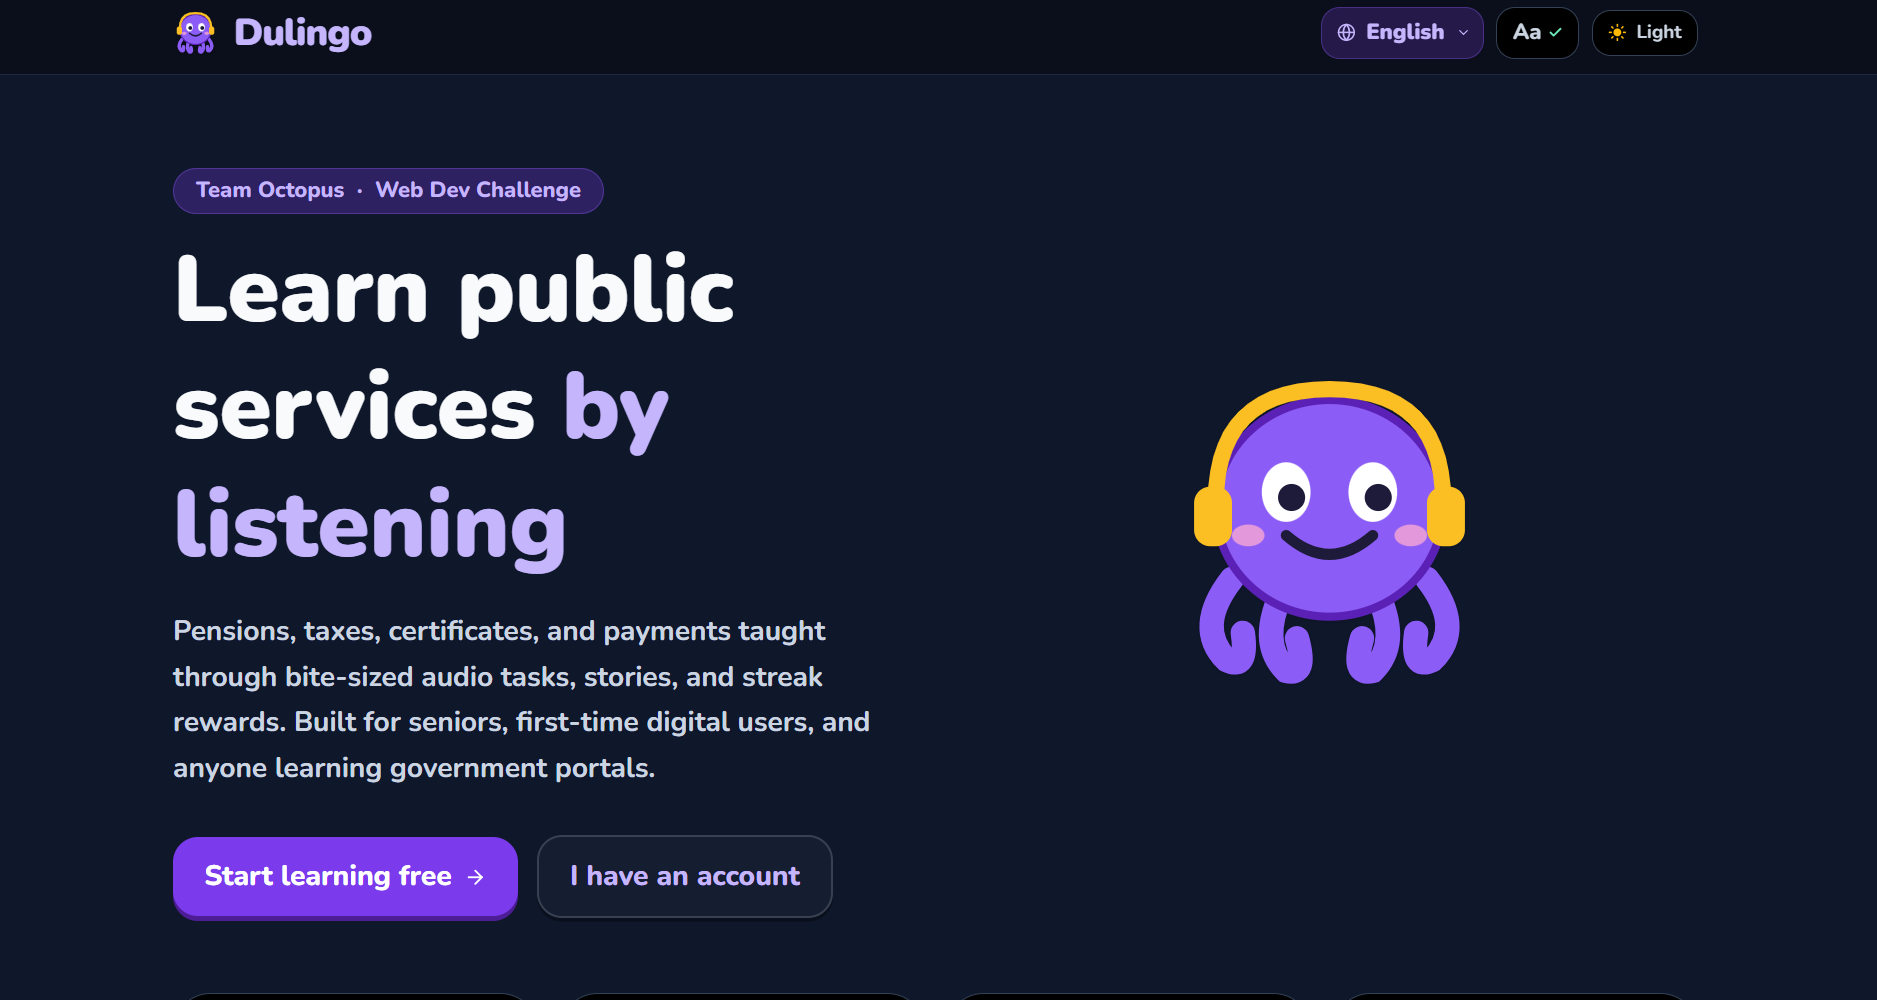 Dulingo
English
Aa
Light
Team Octopus · Web Dev Challenge
Learn public
services by
listening
Pensions, taxes, certificates, and payments taught
through bite-sized audio tasks, stories, and streak
rewards. Built for seniors, first-time digital users, and
anyone learning government portals.
Start learning free →
I have an account